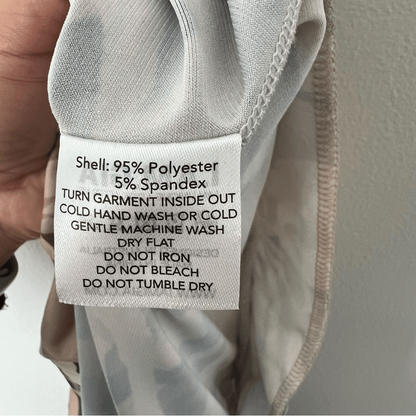 Shell: 95% Polyester
5% Spandex
TURN GARMENT INSIDE OUT
COLD HAND WASH OR COLD
GENTLE MACHINE WASH
DRY FLAT
DO NOT IRON
DO NOT BLEACH
DO NOT TUMBLE DRY